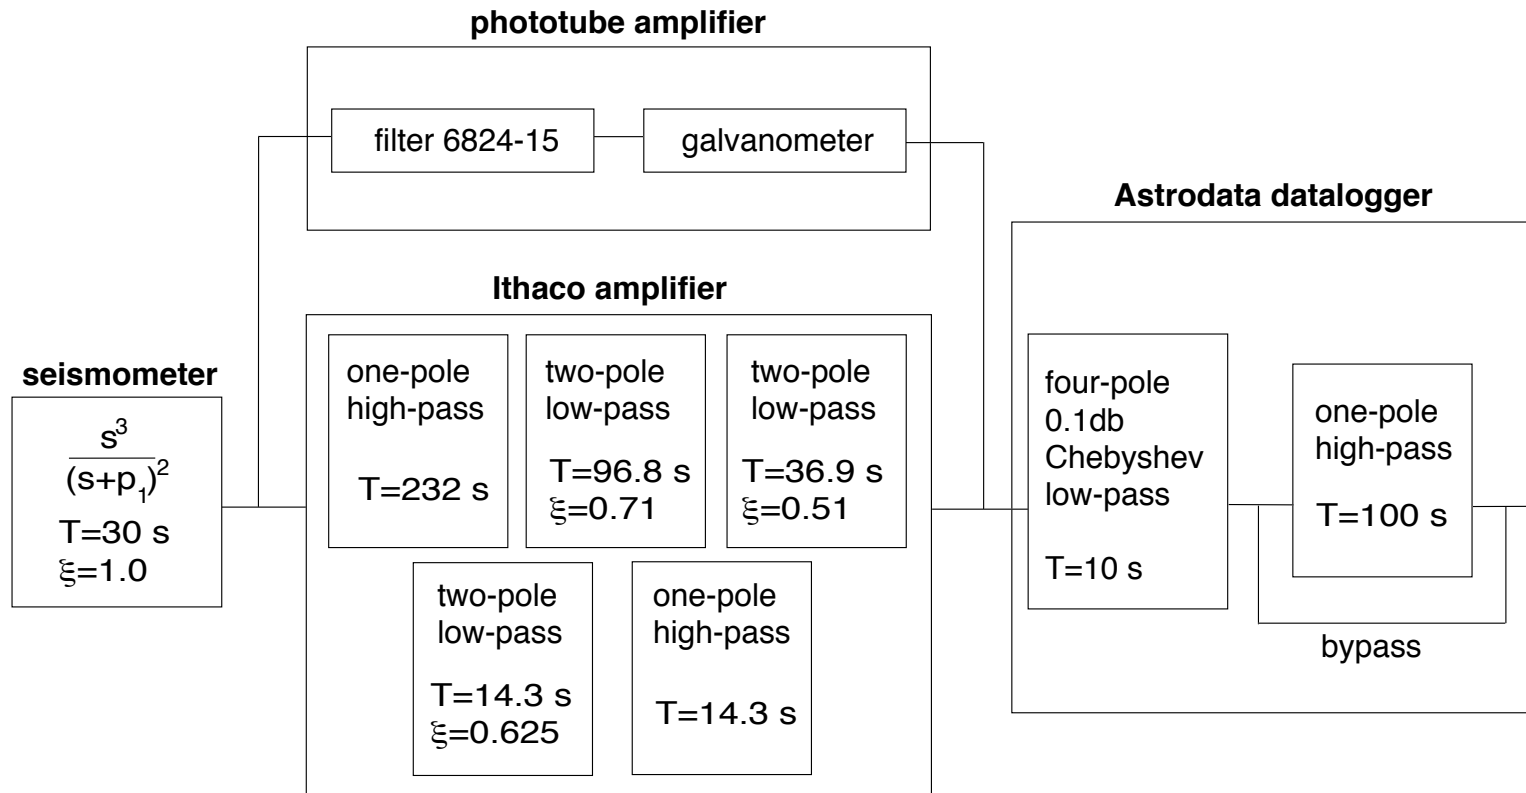 phototube amplifier
filter 6824-15
galvanometer
Astrodata datalogger
Ithaco amplifier
seismometer
s³
(s+p₁)²
T=30 s
ξ=1.0
one-pole
high-pass
T=232 s
two-pole
low-pass
T=96.8 s
ξ=0.71
two-pole
low-pass
T=36.9 s
ξ=0.51
two-pole
low-pass
T=14.3 s
ξ=0.625
one-pole
high-pass
T=14.3 s
four-pole
0.1db
Chebyshev
low-pass
T=10 s
one-pole
high-pass
T=100 s
bypass